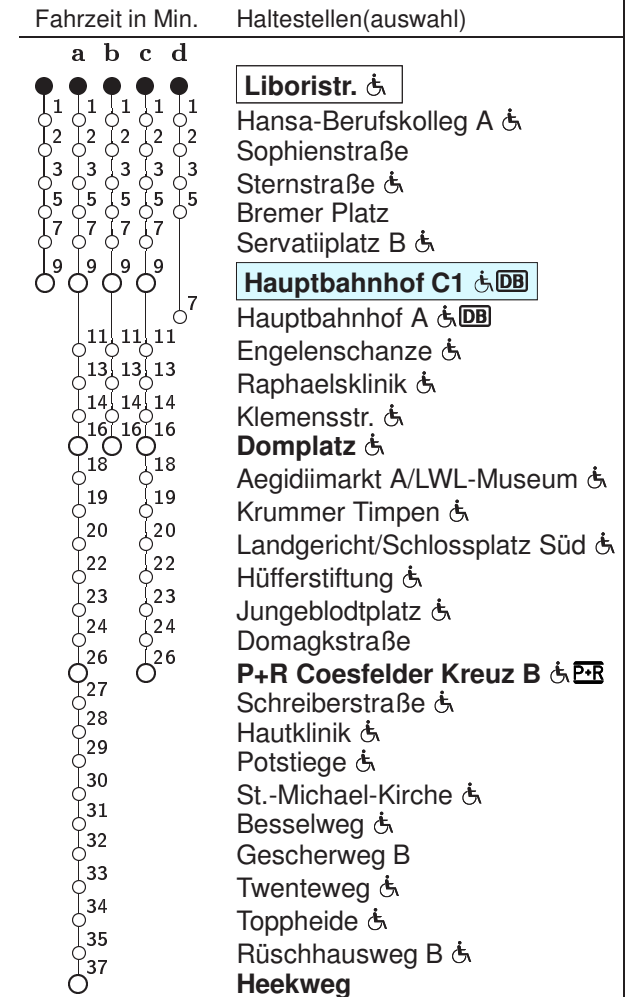 Fahrzeit in Min. Haltestellen(auswahl)
a b c d
Liboristr.
1 1 1 1 1 Hansa-Berufskolleg A
2 2 2 2 2 Sophienstraße
3 3 3 3 3 Sternstraße
5 5 5 5 5 Bremer Platz
7 7 7 7 Servatiiplatz B
9 9 9 9 Hauptbahnhof C1 DB
7 Hauptbahnhof A DB
11 11 11 Engelenschanze
13 13 13 Raphaelsklinik
14 14 14 Klemensstr.
16 16 16 Domplatz
18 18 Aegidiimarkt A/LWL-Museum
19 19 Krummer Timpen
20 20 Landgericht/Schlossplatz Süd
22 22 Hüfferstiftung
23 23 Jungeblodtplatz
24 24 Domagkstraße
26 26 P+R Coesfelder Kreuz B P+R
27 Schreiberstraße
28 Hautklinik
29 Potstiege
30 St.-Michael-Kirche
31 Besselweg
32 Gescherweg B
33 Twenteweg
34 Toppheide
35 Rüschhausweg B
37 Heekweg